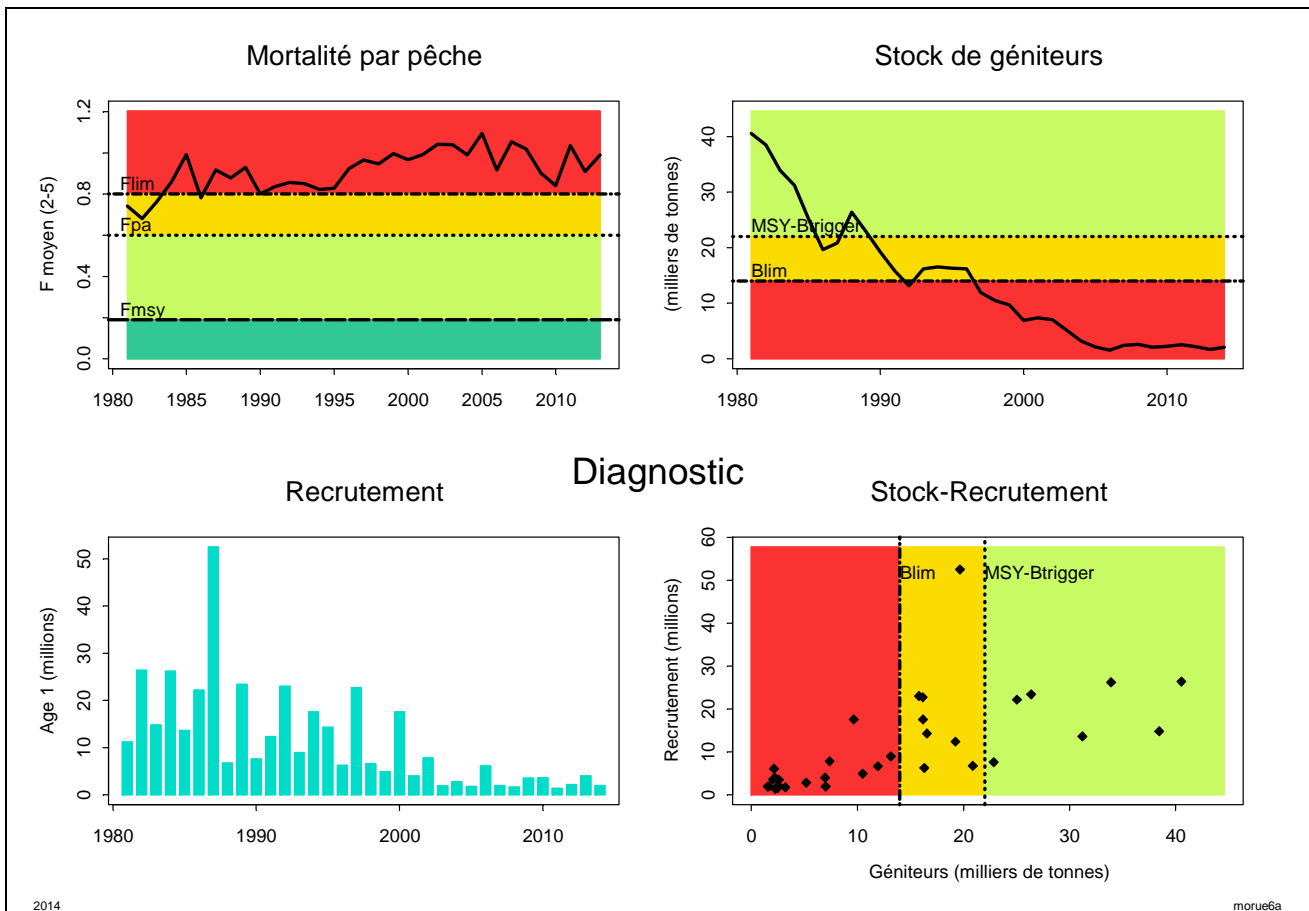 Mortalité par pêche
F moyen (2-5)
1.2
0.8
0.4
0.0
Flim
Fpa
Fmsy
1980 1985 1990 1995 2000 2005 2010
Stock de géniteurs
(milliers de tonnes)
40
30
20
10
0
MSY-Btrigger
Blim
1980 1990 2000 2010
Diagnostic
Recrutement
Age 1 (millions)
50
40
30
20
10
0
1980 1990 2000 2010
Stock-Recrutement
Recrutement (millions)
60
50
40
30
20
10
0
Blim MSY-Btrigger
0 10 20 30 40
Géniteurs (milliers de tonnes)
2014
morue6a